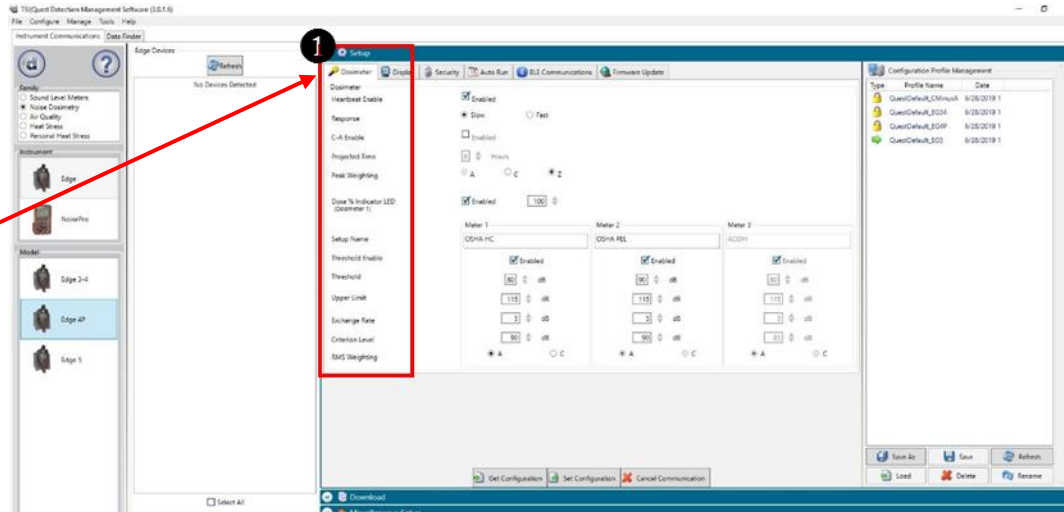 TSI Quest Detection Management Software (3.0.1.6)
File Configure Manage Tools Help
Instrument Communications Data Finder
Family
Sound Level Meters
Noise Dosimetry
Air Quality
Heat Stress
Personal Heat Stress
Instrument
Edge
NoisePro
Model
Edge 3-4
Edge 4P
Edge 5
Edge Devices
Refresh
No Devices Detected
Select All
1
Setup
Dosimeter Display Security Auto Run BLE Communications Firmware Update
Dosimeter
Heartbeat Enable Enabled
Response Slow Fast
C-A Enable Enabled
Projected Time Hours
Peak Weighting A C Z
Dose % Indicator LED Enabled 100
(Dosimeter 1)
Meter 1 Meter 2 Meter 3
Setup Name OSHA HC OSHA PEL ACGIH
Threshold Enable Enabled Enabled Enabled
Threshold 80 dB 90 dB 80 dB
Upper Limit 115 dB 115 dB 115 dB
Exchange Rate dB dB dB
Criterion Level 90 dB 90 dB 85 dB
RMS Weighting A C A C A C
Get Configuration Set Configuration Cancel Communication
Download
Miscellaneous Setup
Configuration Profile Management
Type Profile Name Date
QuestDefault_CMinusA 6/28/2019 1
QuestDefault_EG34 6/28/2019 1
QuestDefault_EG4P 6/28/2019 1
QuestDefault_EG5 6/28/2019 1
Save As Save Refresh
Load Delete Rename